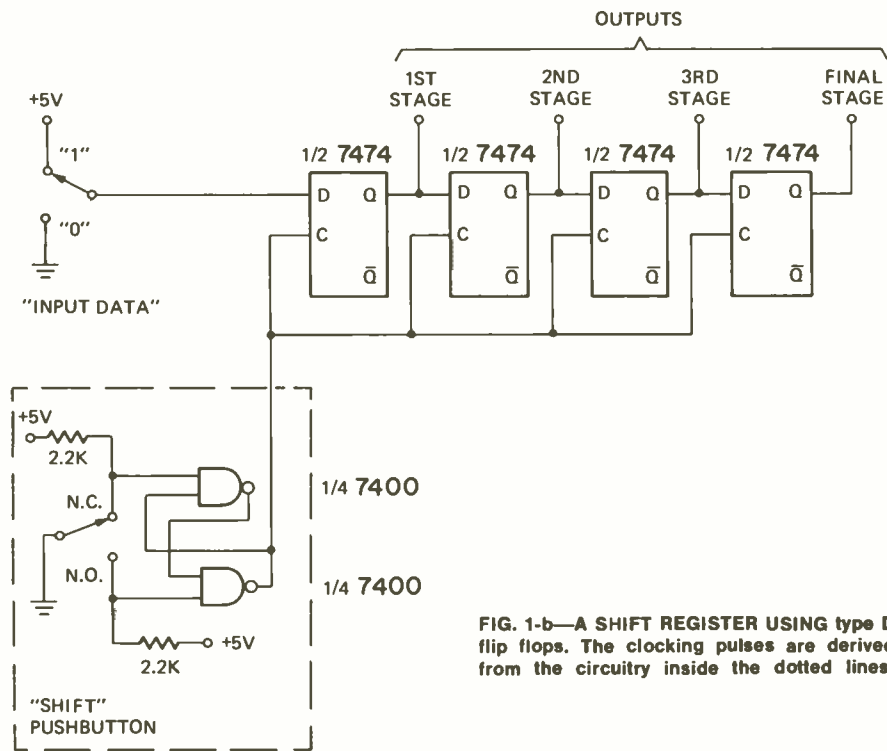 OUTPUTS
1ST STAGE
2ND STAGE
3RD STAGE
FINAL STAGE
+5V
"1"
"0"
"INPUT DATA"
1/2 7474
1/2 7474
1/2 7474
1/2 7474
D Q
C
Q̅
D Q
C
Q̅
D Q
C
Q̅
D Q
C
Q̅
+5V
2.2K
N.C.
N.O.
2.2K
+5V
"SHIFT"
PUSHBUTTON
1/4 7400
1/4 7400
FIG. 1-b—A SHIFT REGISTER USING type D
flip flops. The clocking pulses are derived
from the circuitry inside the dotted lines.